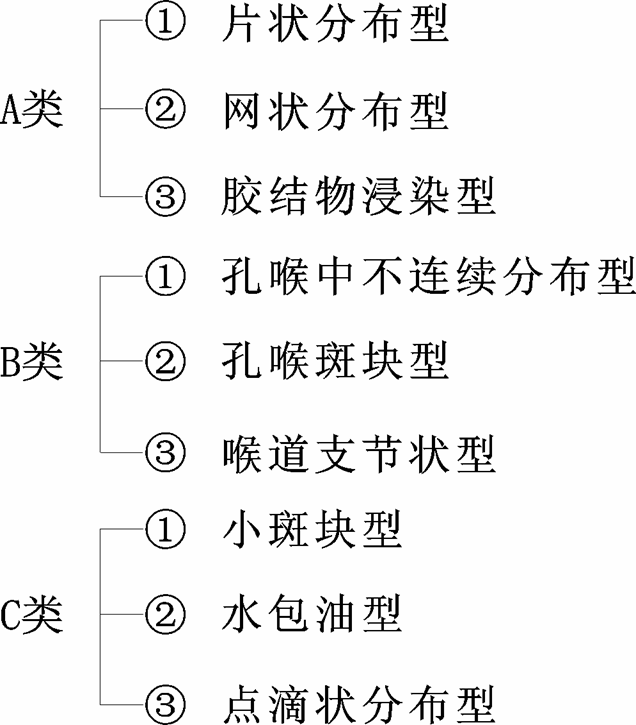 A类
① 片状分布型
② 网状分布型
③ 胶结物浸染型
B类
① 孔喉中不连续分布型
② 孔喉斑块型
③ 喉道支节状型
C类
① 小斑块型
② 水包油型
③ 点滴状分布型